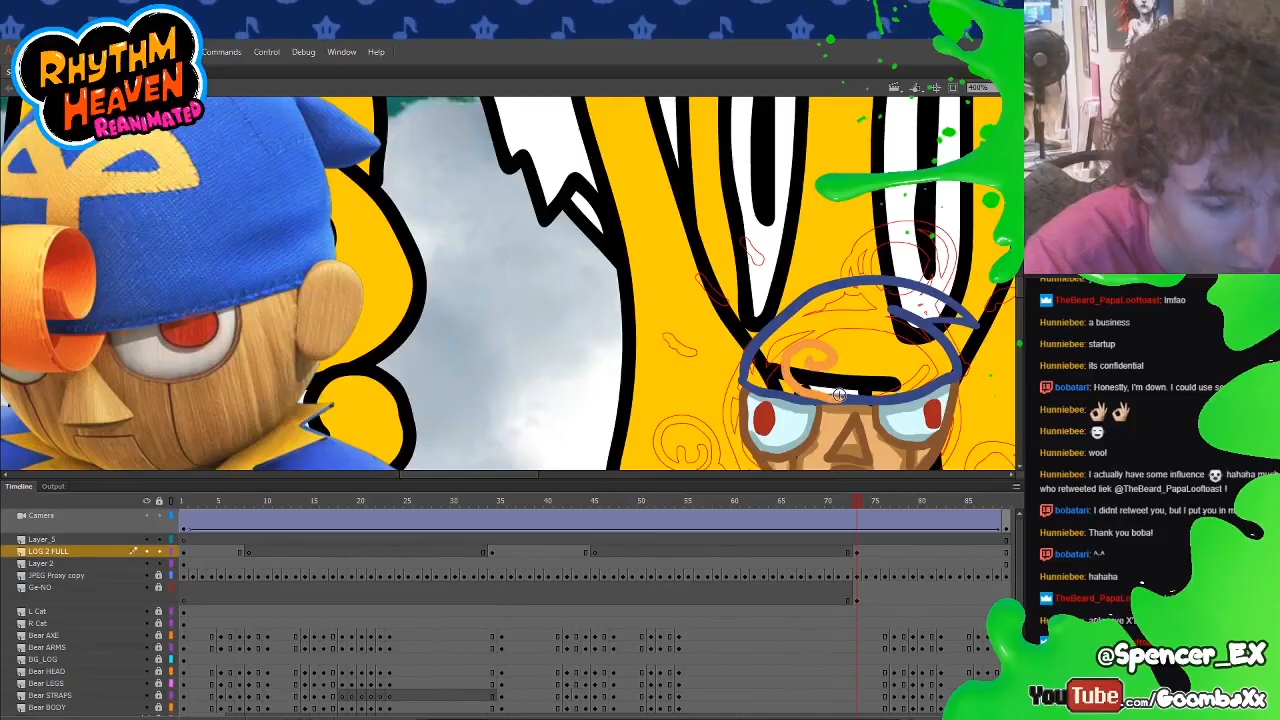 RHYTHM
HEAVEN
REANIMATED
Commands Control Debug Window Help
400%
Timeline Output
1 5 10 15 20 25 30 35 40 45 50 55 60 65 70 75 80 85
Camera
Layer_5
LOG 2 FULL
Layer 2
JPEG Proxy copy
Ge-NO
L Cat
R Cat
Bear AXE
Bear ARMS
BG_LOG
Bear HEAD
Bear LEGS
Bear STRAPS
Bear BODY
TheBeard_PapaLooftoast: lmfao
Hunniebee: a business
Hunniebee: startup
Hunniebee: its confidential
bobatari: Honestly, I'm down. I could use
Hunniebee:
Hunniebee:
Hunniebee: woo!
Hunniebee: I actually have some influence hahaha
who retweeted liek @TheBeard_PapaLooftoast !
bobatari: I didnt retweet you, but I put you in
Hunniebee: Thank you boba!
bobatari: ^-^
Hunniebee: hahaha
@Spencer_EX
YouTube.com/GoombaXx